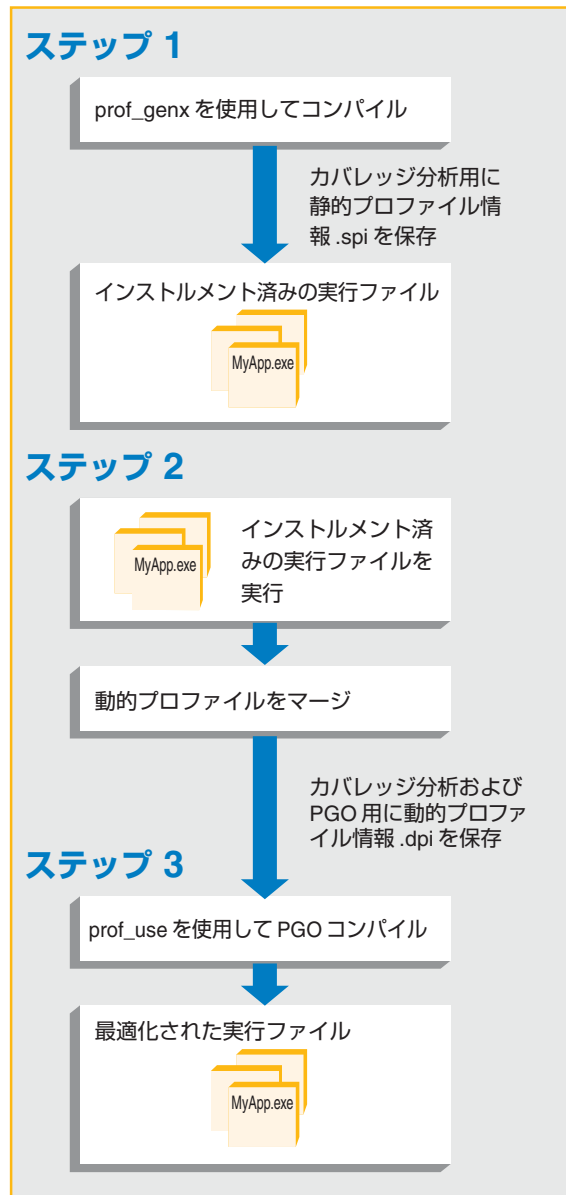 ステップ 1
prof_genx を使用してコンパイル
カバレッジ分析用に
静的プロファイル情
報 .spi を保存
インストルメント済みの実行ファイル
MyApp.exe
ステップ 2
MyApp.exe
インストルメント済
みの実行ファイルを
実行
動的プロファイルをマージ
カバレッジ分析および
PGO 用に動的プロファ
イル情報 .dpi を保存
ステップ 3
prof_use を使用して PGO コンパイル
最適化された実行ファイル
MyApp.exe